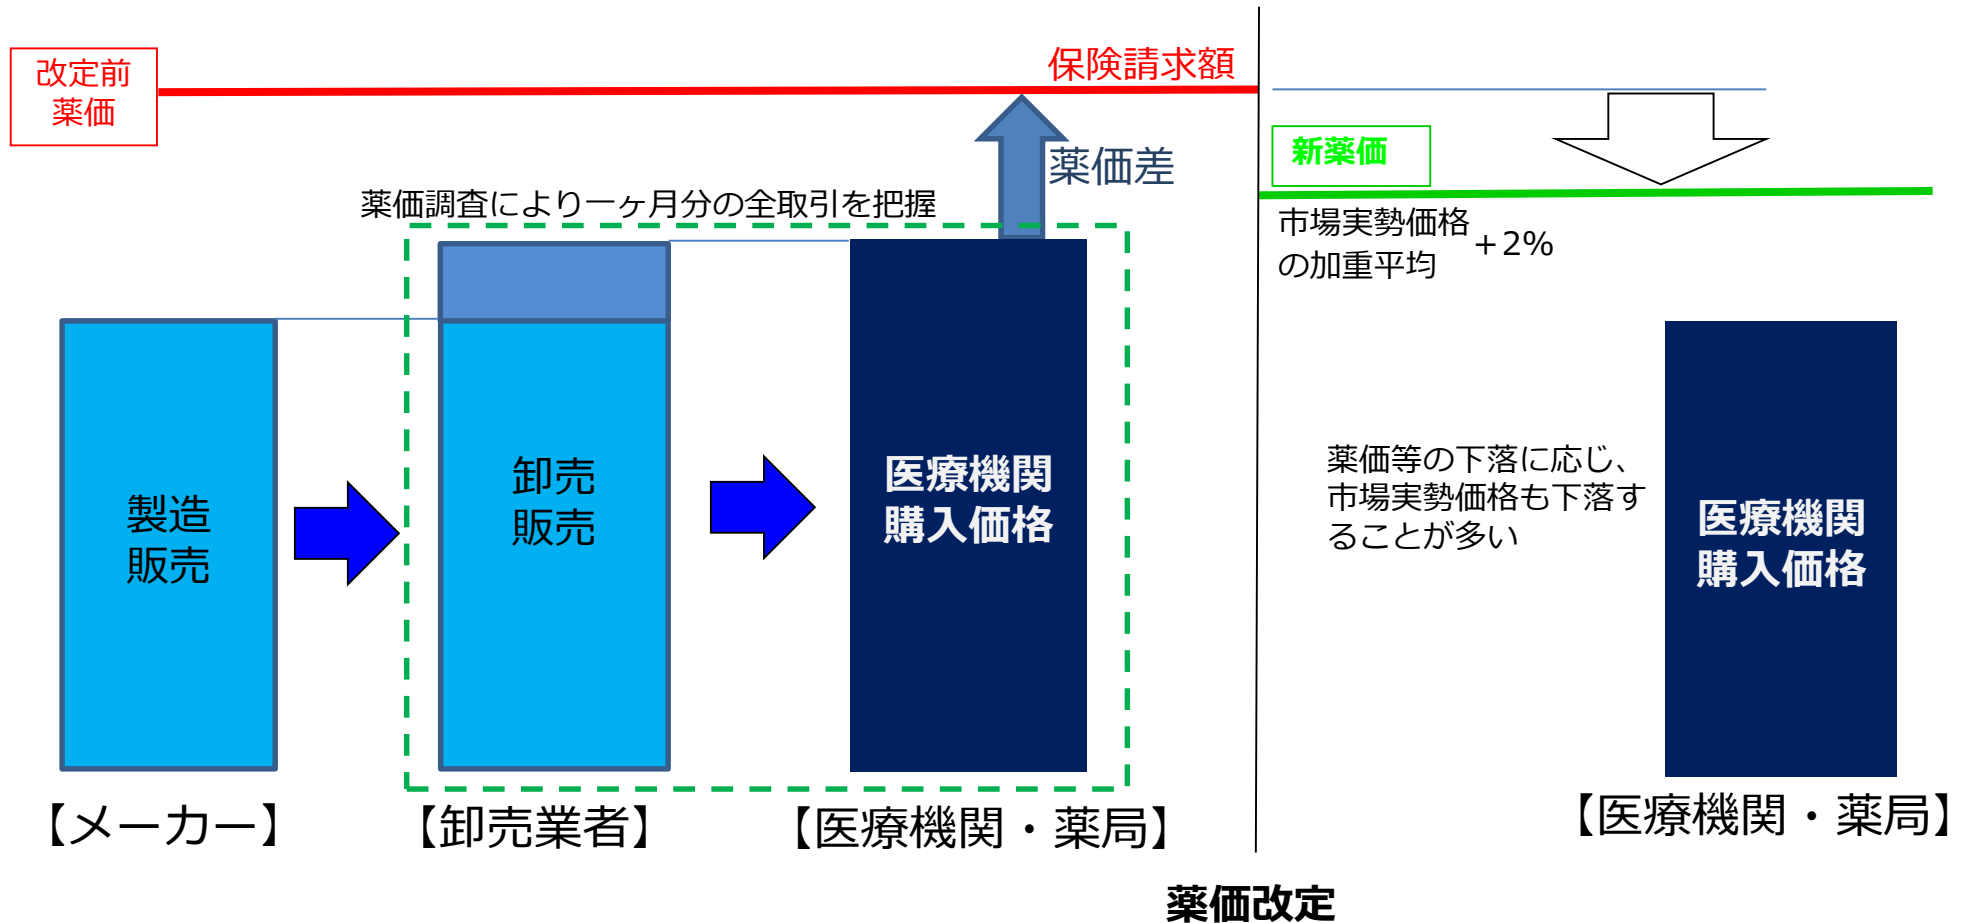 改定前
薬価
保険請求額
薬価差
薬価調査により一ヶ月分の全取引を把握
新薬価
市場実勢価格
の加重平均
+2%
製造
販売
卸売
販売
医療機関
購入価格
薬価等の下落に応じ、
市場実勢価格も下落す
ることが多い
医療機関
購入価格
【メーカー】
【卸売業者】
【医療機関・薬局】
【医療機関・薬局】
薬価改定